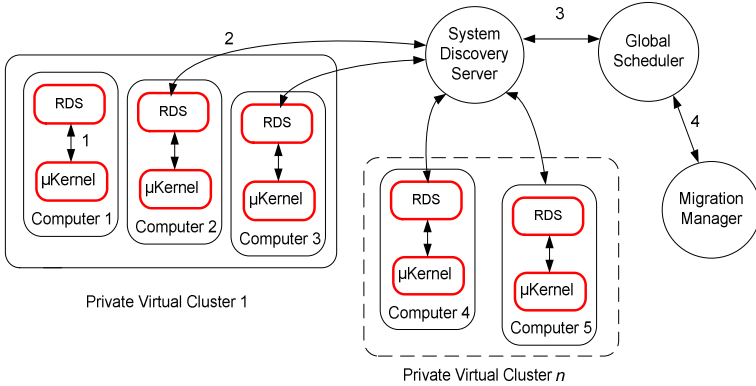 System
Discovery
Server
3
Global
Scheduler
2
4
RDS
1
µKernel
Computer 1
RDS
µKernel
Computer 2
RDS
µKernel
Computer 3
Private Virtual Cluster 1
RDS
µKernel
Computer 4
RDS
µKernel
Computer 5
Private Virtual Cluster n
Migration
Manager